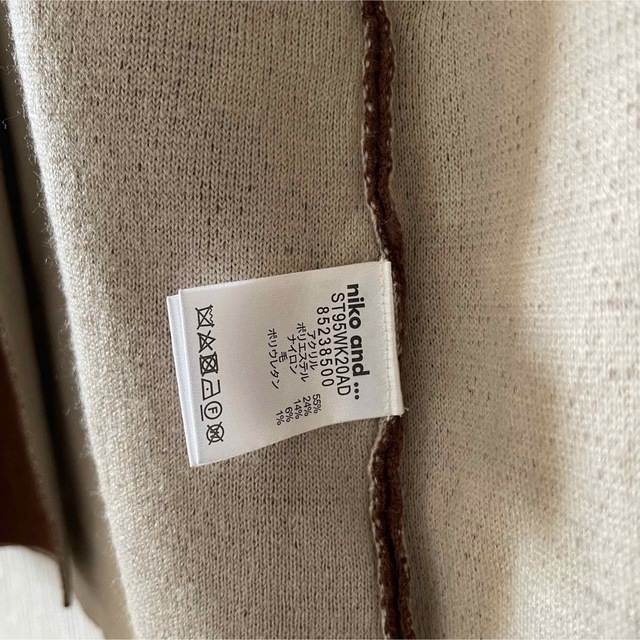 niko and ...
ST95WK20AD
85238500
アクリル 55%
ポリエステル 24%
ナイロン 14%
毛 6%
ポリウレタン 1%